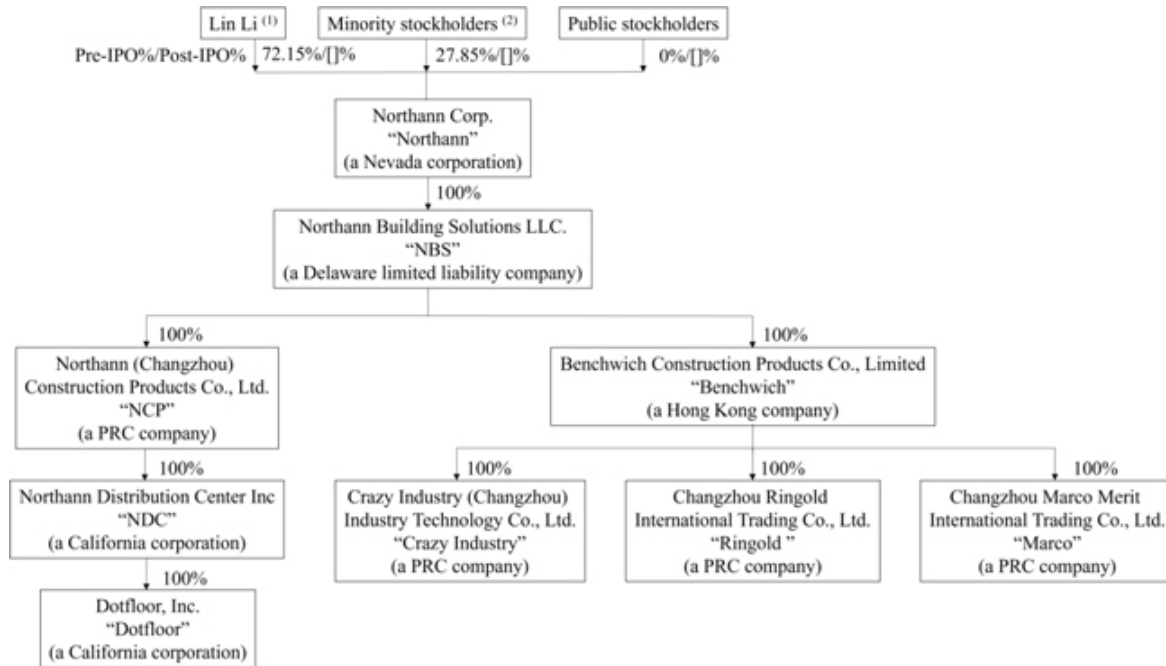 Lin Li (1)
Minority stockholders (2)
Public stockholders
Pre-IPO%/Post-IPO%
72.15%/[]%
27.85%/[]%
0%/[]%
Northann Corp.
“Northann”
(a Nevada corporation)
100%
Northann Building Solutions LLC.
“NBS”
(a Delaware limited liability company)
100%
Northann (Changzhou)
Construction Products Co., Ltd.
“NCP”
(a PRC company)
100%
Benchwich Construction Products Co., Limited
“Benchwich”
(a Hong Kong company)
100%
Northann Distribution Center Inc
“NDC”
(a California corporation)
100%
Crazy Industry (Changzhou)
Industry Technology Co., Ltd.
“Crazy Industry”
(a PRC company)
100%
Changzhou Ringold
International Trading Co., Ltd.
“Ringold ”
(a PRC company)
100%
Changzhou Marco Merit
International Trading Co., Ltd.
“Marco”
(a PRC company)
100%
Dotfloor, Inc.
“Dotfloor”
(a California corporation)